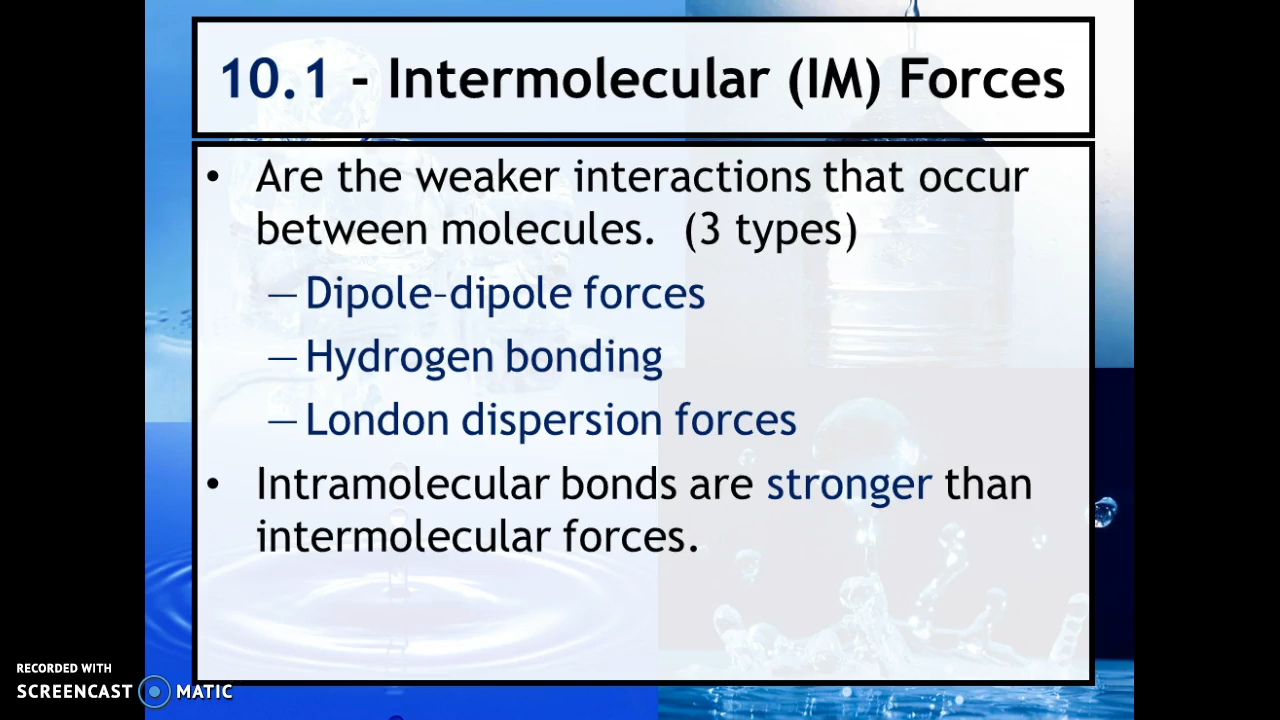 10.1 - Intermolecular (IM) Forces
• Are the weaker interactions that occur
between molecules.  (3 types)
— Dipole–dipole forces
— Hydrogen bonding
— London dispersion forces
• Intramolecular bonds are stronger than
intermolecular forces.
RECORDED WITH
SCREENCAST MATIC